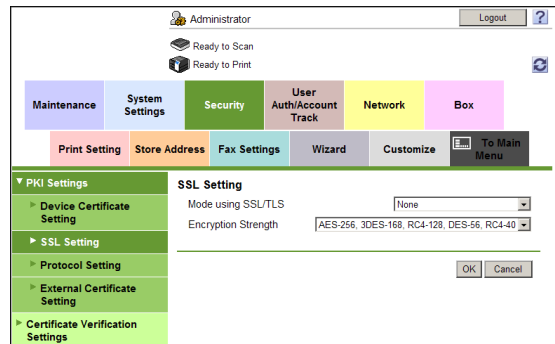 Administrator
Logout
?
Ready to Scan
Ready to Print
Maintenance
System
Settings
Security
User
Auth/Account
Track
Network
Box
Print Setting
Store Address
Fax Settings
Wizard
Customize
To Main
Menu
PKI Settings
Device Certificate
Setting
SSL Setting
Protocol Setting
External Certificate
Setting
Certificate Verification
Settings
SSL Setting
Mode using SSL/TLS
None
Encryption Strength
AES-256, 3DES-168, RC4-128, DES-56, RC4-40
OK
Cancel